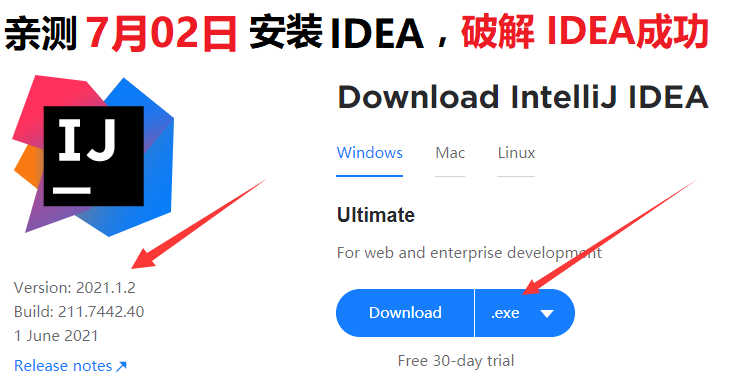 亲测 7月02日 安装 IDEA，破解 IDEA成功
IJ
Version: 2021.1.2
Build: 211.7442.40
1 June 2021
Release notes ↗
Download IntelliJ IDEA
Windows Mac Linux
Ultimate
For web and enterprise development
Download .exe
Free 30-day trial